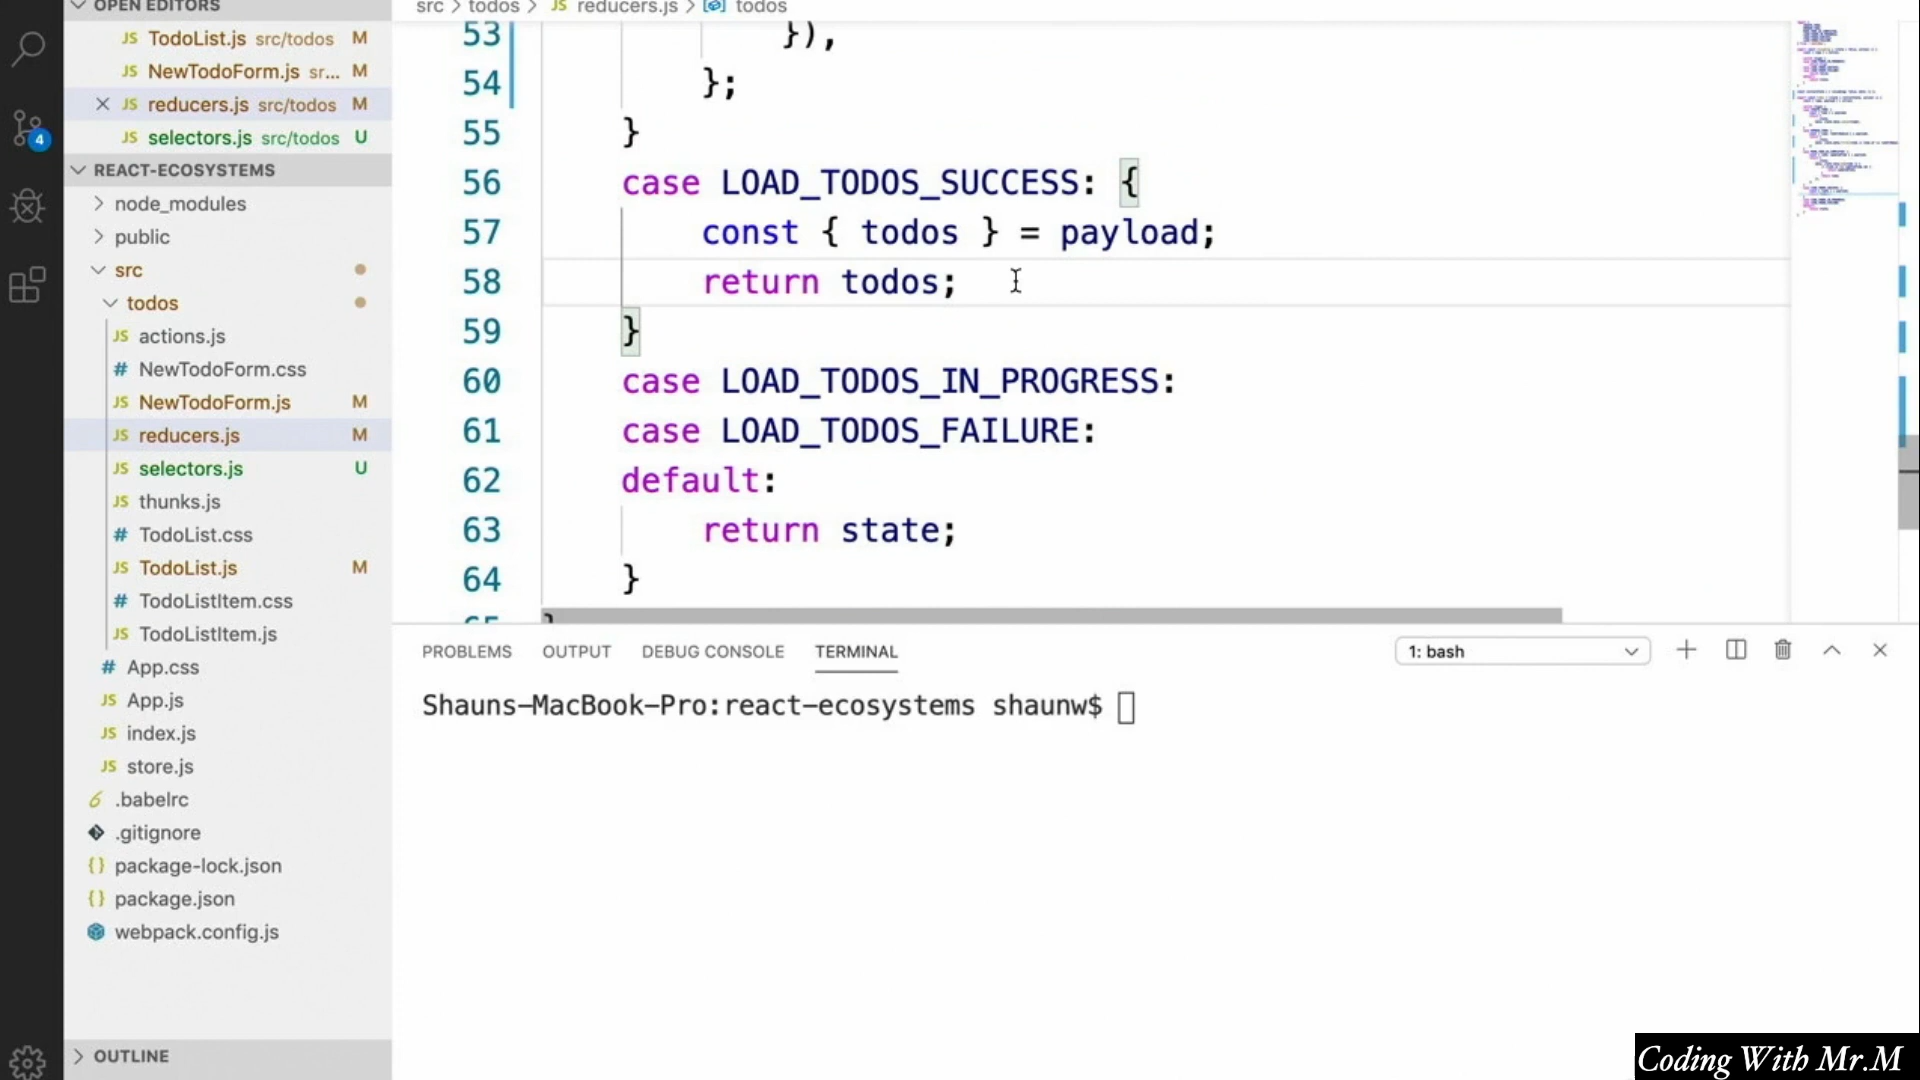 OPEN EDITORS
JS TodoList.js src/todos M
JS NewTodoForm.js sr... M
JS reducers.js src/todos M
JS selectors.js src/todos U
REACT-ECOSYSTEMS
node_modules
public
src
todos
JS actions.js
# NewTodoForm.css
JS NewTodoForm.js M
JS reducers.js M
JS selectors.js U
JS thunks.js
# TodoList.css
JS TodoList.js M
# TodoListItem.css
JS TodoListItem.js
# App.css
JS App.js
JS index.js
JS store.js
6 .babelrc
.gitignore
{} package-lock.json
{} package.json
webpack.config.js
OUTLINE
4
src > todos > JS reducers.js > todos
53 }),
54 };
55 }
56 case LOAD_TODOS_SUCCESS: {
57 const { todos } = payload;
58 return todos;
59 }
60 case LOAD_TODOS_IN_PROGRESS:
61 case LOAD_TODOS_FAILURE:
62 default:
63 return state;
64 }
65 }
PROBLEMS OUTPUT DEBUG CONSOLE TERMINAL 1: bash
Shauns-MacBook-Pro:react-ecosystems shaunw$
Coding With Mr.M